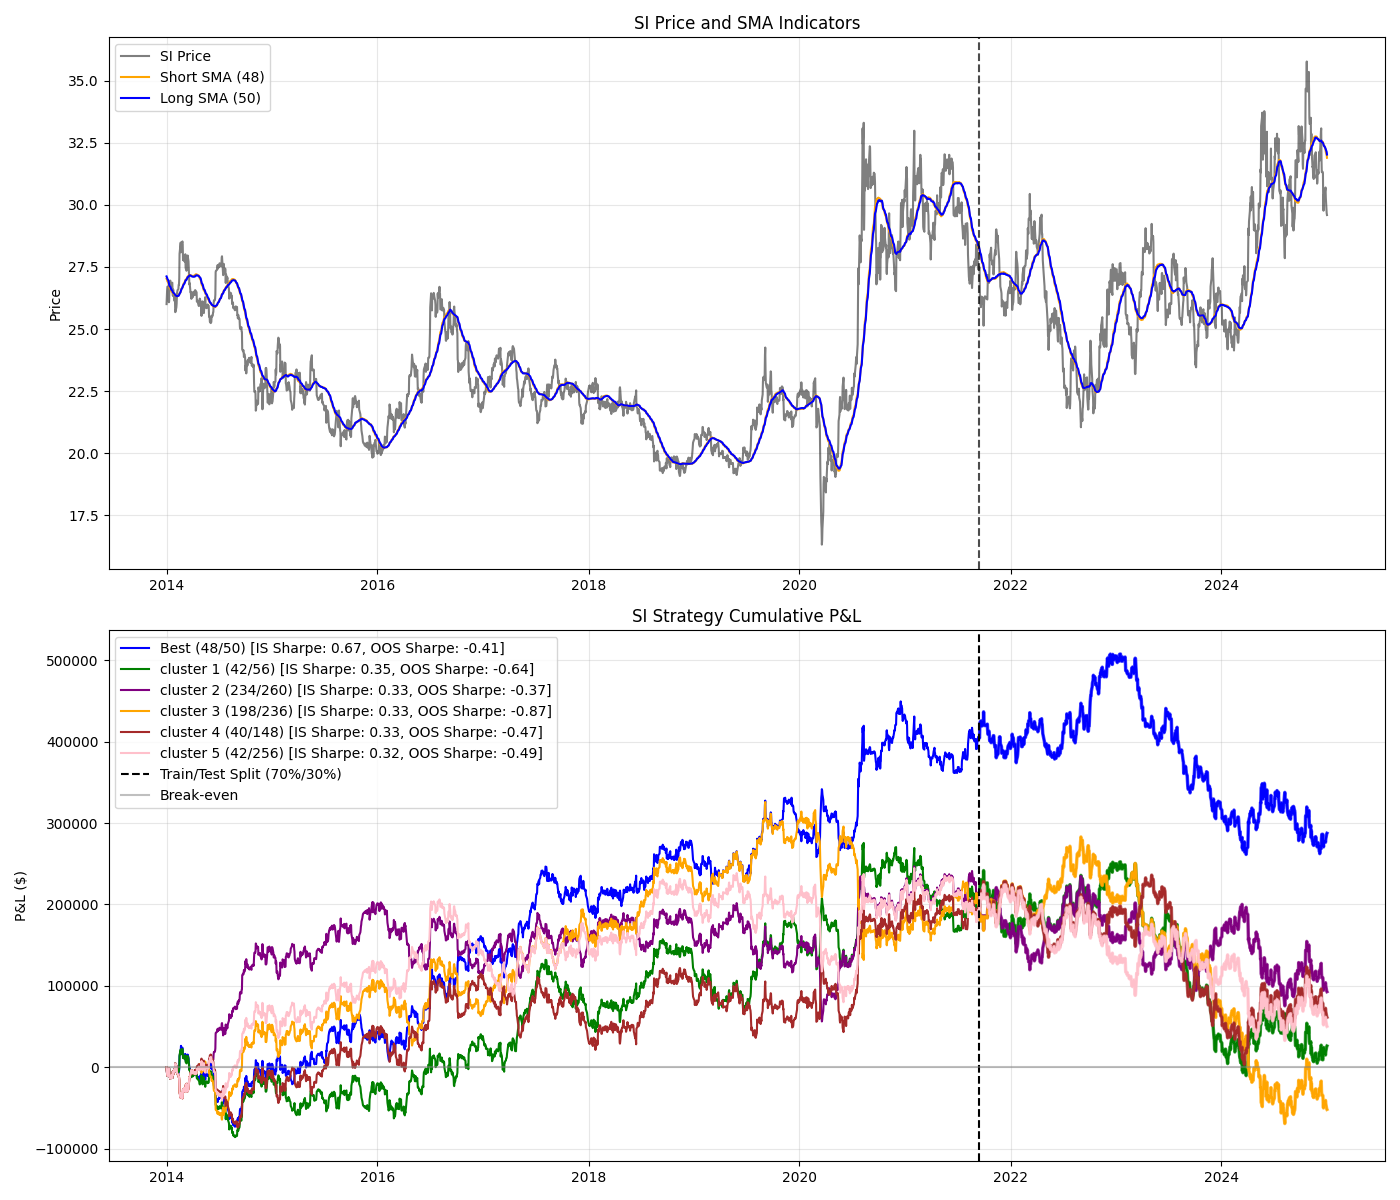 SI Price and SMA Indicators
SI Price
Short SMA (48)
Long SMA (50)
Price
35.0
32.5
30.0
27.5
25.0
22.5
20.0
17.5
2014
2016
2018
2020
2022
2024
SI Strategy Cumulative P&L
Best (48/50) [IS Sharpe: 0.67, OOS Sharpe: -0.41]
cluster 1 (42/56) [IS Sharpe: 0.35, OOS Sharpe: -0.64]
cluster 2 (234/260) [IS Sharpe: 0.33, OOS Sharpe: -0.37]
cluster 3 (198/236) [IS Sharpe: 0.33, OOS Sharpe: -0.87]
cluster 4 (40/148) [IS Sharpe: 0.33, OOS Sharpe: -0.47]
cluster 5 (42/256) [IS Sharpe: 0.32, OOS Sharpe: -0.49]
Train/Test Split (70%/30%)
Break-even
P&L ($)
500000
400000
300000
200000
100000
0
−100000
2014
2016
2018
2020
2022
2024